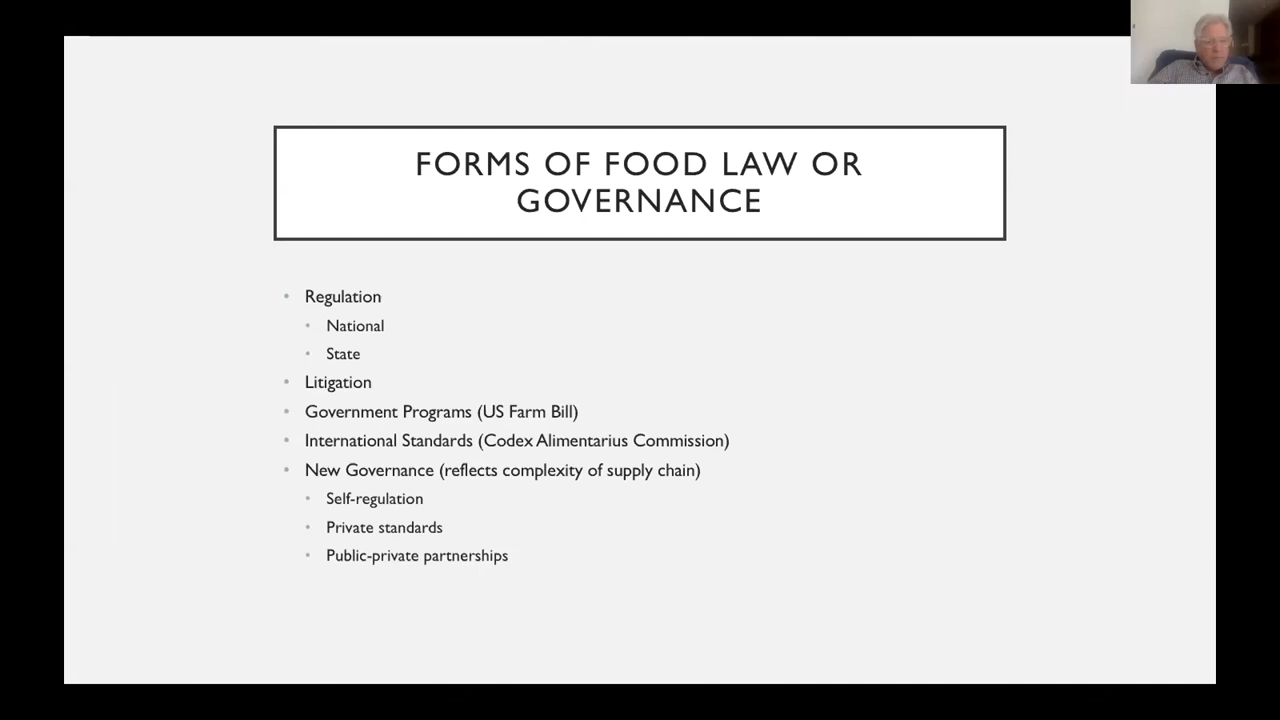 FORMS OF FOOD LAW OR
GOVERNANCE
• Regulation
• National
• State
• Litigation
• Government Programs (US Farm Bill)
• International Standards (Codex Alimentarius Commission)
• New Governance (reflects complexity of supply chain)
• Self-regulation
• Private standards
• Public-private partnerships